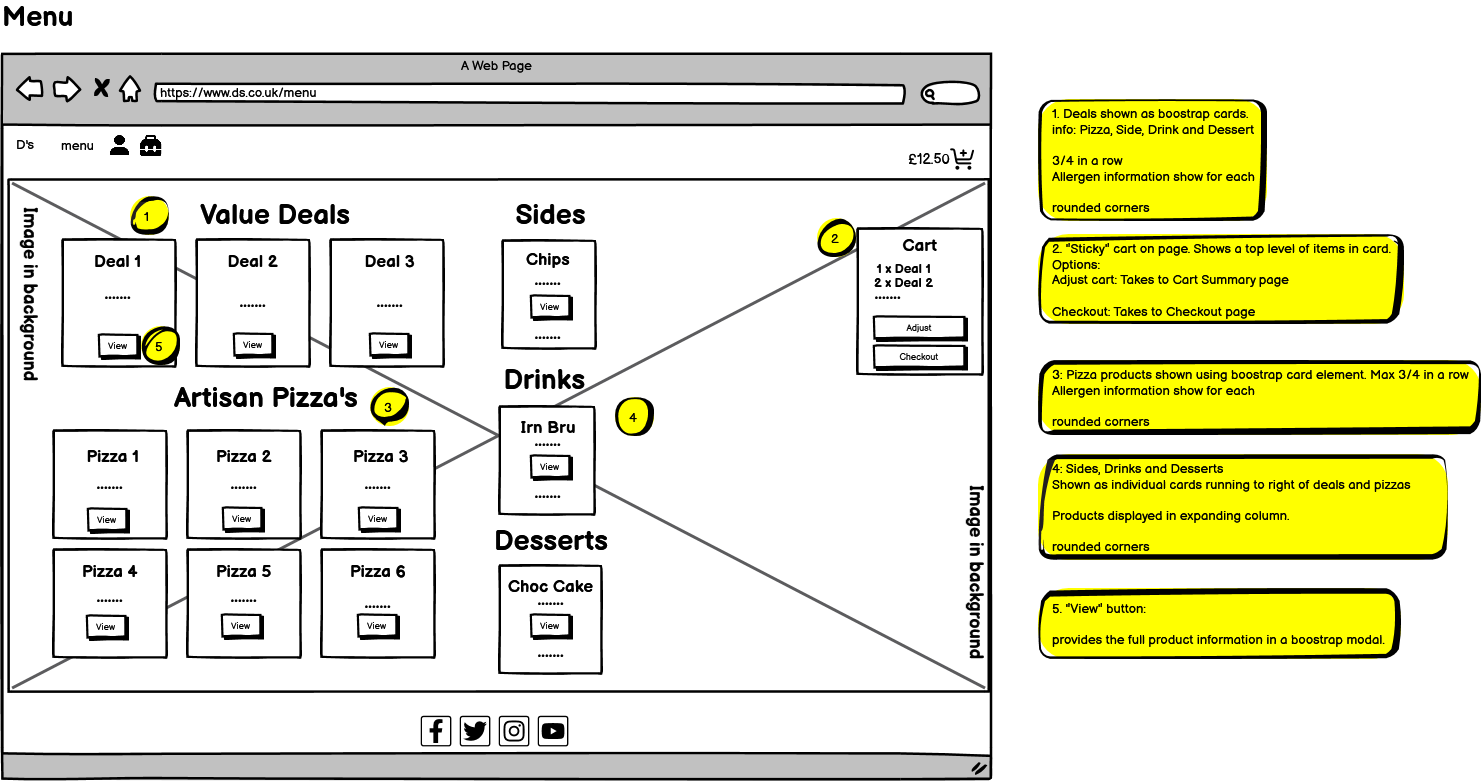 Menu
A Web Page
https://www.ds.co.uk/menu
D's
menu
£12.50
Image in background
1
Value Deals
Deal 1
.......
View
5
Deal 2
.......
View
Deal 3
.......
View
Artisan Pizza's
3
Pizza 1
.......
View
Pizza 2
.......
View
Pizza 3
.......
View
Pizza 4
.......
View
Pizza 5
.......
View
Pizza 6
.......
View
Sides
Chips
.......
View
.......
Drinks
4
Irn Bru
.......
View
.......
Desserts
Choc Cake
.......
View
.......
2
Cart
1 x Deal 1
2 x Deal 2
.......
Adjust
Checkout
Image in background
1. Deals shown as boostrap cards.
info: Pizza, Side, Drink and Dessert
3/4 in a row
Allergen information show for each
rounded corners
2. "Sticky" cart on page. Shows a top level of items in card.
Options:
Adjust cart: Takes to Cart Summary page
Checkout: Takes to Checkout page
3: Pizza products shown using boostrap card element. Max 3/4 in a row
Allergen information show for each
rounded corners
4: Sides, Drinks and Desserts
Shown as individual cards running to right of deals and pizzas
Products displayed in expanding column.
rounded corners
5. "View" button:
provides the full product information in a boostrap modal.